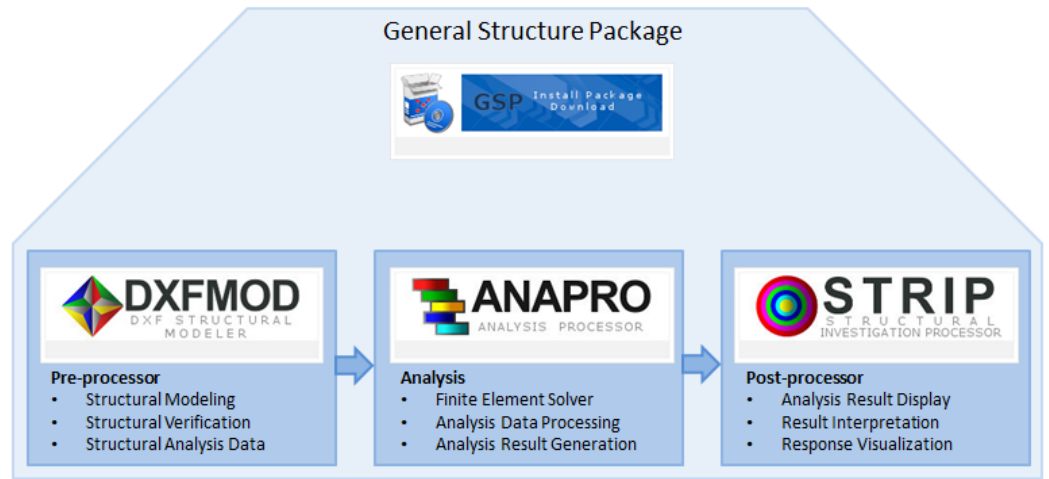 General Structure Package
GSP Install Package
Download
DXFMOD
DXF STRUCTURAL
MODELER
Pre-processor
• Structural Modeling
• Structural Verification
• Structural Analysis Data
ANAPRO
ANALYSIS PROCESSOR
Analysis
• Finite Element Solver
• Analysis Data Processing
• Analysis Result Generation
STRIP
STRUCTURAL
INVESTIGATION PROCESSOR
Post-processor
• Analysis Result Display
• Result Interpretation
• Response Visualization